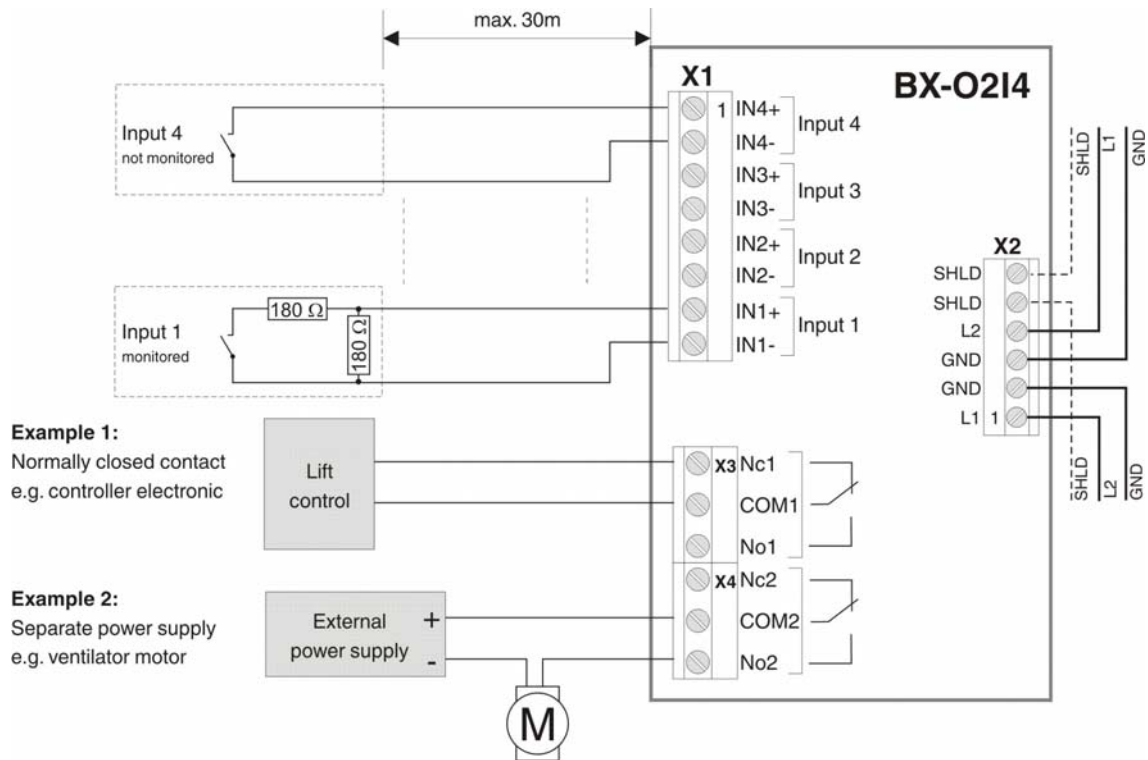 max. 30m
X1
BX-O2I4
Input 4
not monitored
1
IN4+
IN4-
Input 4
IN3+
IN3-
Input 3
IN2+
IN2-
Input 2
IN1+
IN1-
Input 1
180 Ω
180 Ω
Input 1
monitored
SHLD
L1
GND
X2
SHLD
SHLD
L2
GND
GND
L1 1
SHLD
L2
GND
Example 1:
Normally closed contact
e.g. controller electronic
Lift
control
X3 Nc1
COM1
No1
Example 2:
Separate power supply
e.g. ventilator motor
External
power supply
+
-
X4 Nc2
COM2
No2
M